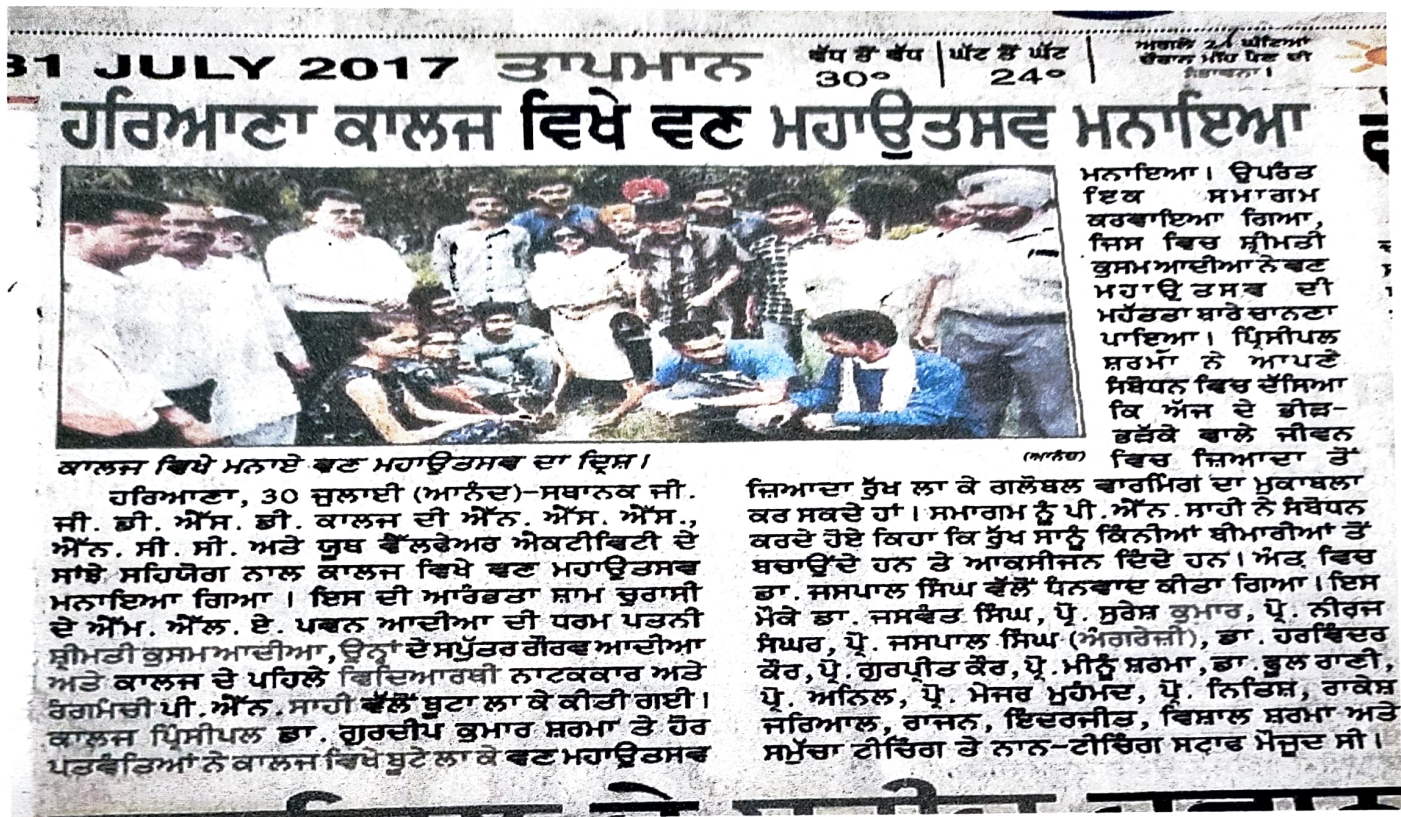 31 JULY 2017 ਤਾਪਮਾਨ ਵੱਧ ਤੋਂ ਵੱਧ 30° ਘੱਟ ਤੋਂ ਘੱਟ 24°
ਅਗਲੇ 24 ਘੰਟਿਆਂ
ਦੌਰਾਨ ਮੀਂਹ ਪੈਣ ਦੀ
ਸੰਭਾਵਨਾ।
ਹਰਿਆਣਾ ਕਾਲਜ ਵਿਖੇ ਵਣ ਮਹਾਉਤਸਵ ਮਨਾਇਆ
ਕਾਲਜ ਵਿਖੇ ਮਨਾਏ ਵਣ ਮਹਾਉਤਸਵ ਦਾ ਦ੍ਰਿਸ਼। (ਆਨੰਦ)
ਹਰਿਆਣਾ, 30 ਜੁਲਾਈ (ਆਨੰਦ)-ਸਥਾਨਕ ਜੀ.
ਜੀ. ਡੀ. ਐੱਸ. ਡੀ. ਕਾਲਜ ਦੀ ਐੱਨ. ਐੱਸ. ਐੱਸ.,
ਐੱਨ. ਸੀ. ਸੀ. ਅਤੇ ਯੂਥ ਵੈੱਲਫੇਅਰ ਐਕਟੀਵਿਟੀ ਦੇ
ਸਾਂਝੇ ਸਹਿਯੋਗ ਨਾਲ ਕਾਲਜ ਵਿਖੇ ਵਣ ਮਹਾਉਤਸਵ
ਮਨਾਇਆ ਗਿਆ । ਇਸ ਦੀ ਆਰੰਭਤਾ ਸ਼ਾਮ ਚੁਰਾਸੀ
ਦੇ ਐੱਮ. ਐੱਲ. ਏ. ਪਵਨ ਆਦੀਆ ਦੀ ਧਰਮ ਪਤਨੀ
ਸ਼੍ਰੀਮਤੀ ਕੁਸਮ ਆਦੀਆ, ਉਨ੍ਹਾਂ ਦੇ ਸਪੁੱਤਰ ਗੌਰਵ ਆਦੀਆ
ਅਤੇ ਕਾਲਜ ਦੇ ਪਹਿਲੇ ਵਿਦਿਆਰਥੀ ਨਾਟਕਕਾਰ ਅਤੇ
ਰੰਗਮੰਚੀ ਪੀ. ਐੱਨ. ਸਾਹੀ ਵੱਲੋਂ ਬੂਟਾ ਲਾ ਕੇ ਕੀਤੀ ਗਈ।
ਕਾਲਜ ਪ੍ਰਿੰਸੀਪਲ ਡਾ. ਗੁਰਦੀਪ ਕੁਮਾਰ ਸ਼ਰਮਾ ਤੇ ਹੋਰ
ਪਤਵੰਤਿਆਂ ਨੇ ਕਾਲਜ ਵਿਖੇ ਬੂਟੇ ਲਾ ਕੇ ਵਣ ਮਹਾਉਤਸਵ
ਮਨਾਇਆ। ਉਪਰੰਤ
ਇਕ ਸਮਾਗਮ
ਕਰਵਾਇਆ ਗਿਆ,
ਜਿਸ ਵਿਚ ਸ਼੍ਰੀਮਤੀ
ਕੁਸਮ ਆਦੀਆ ਨੇ ਵਣ
ਮਹਾਉਤਸਵ ਦੀ
ਮਹੱਤਤਾ ਬਾਰੇ ਚਾਨਣਾ
ਪਾਇਆ। ਪ੍ਰਿੰਸੀਪਲ
ਸ਼ਰਮਾ ਨੇ ਆਪਣੇ
ਸੰਬੋਧਨ ਵਿਚ ਦੱਸਿਆ
ਕਿ ਅੱਜ ਦੇ ਭੀੜ-
ਭੜੱਕੇ ਵਾਲੇ ਜੀਵਨ
ਵਿਚ ਜ਼ਿਆਦਾ ਤੋਂ
ਜ਼ਿਆਦਾ ਰੁੱਖ ਲਾ ਕੇ ਗਲੋਬਲ ਵਾਰਮਿੰਗ ਦਾ ਮੁਕਾਬਲਾ
ਕਰ ਸਕਦੇ ਹਾਂ। ਸਮਾਗਮ ਨੂੰ ਪੀ. ਐੱਨ. ਸਾਹੀ ਨੇ ਸੰਬੋਧਨ
ਕਰਦੇ ਹੋਏ ਕਿਹਾ ਕਿ ਰੁੱਖ ਸਾਨੂੰ ਕਿੰਨੀਆਂ ਬੀਮਾਰੀਆਂ ਤੋਂ
ਬਚਾਉਂਦੇ ਹਨ ਤੇ ਆਕਸੀਜਨ ਦਿੰਦੇ ਹਨ। ਅੰਤ ਵਿਚ
ਡਾ. ਜਸਪਾਲ ਸਿੰਘ ਵੱਲੋਂ ਧੰਨਵਾਦ ਕੀਤਾ ਗਿਆ। ਇਸ
ਮੌਕੇ ਡਾ. ਜਸਵੰਤ ਸਿੰਘ, ਪ੍ਰੋ. ਸੁਰੇਸ਼ ਕੁਮਾਰ, ਪ੍ਰੋ. ਨੀਰਜ
ਸਿੰਘਰ, ਪ੍ਰੋ. ਜਸਪਾਲ ਸਿੰਘ (ਅੰਗਰੇਜ਼ੀ), ਡਾ. ਹਰਵਿੰਦਰ
ਕੌਰ, ਪ੍ਰੋ. ਗੁਰਪ੍ਰੀਤ ਕੌਰ, ਪ੍ਰੋ. ਮੀਨੂੰ ਸ਼ਰਮਾ, ਡਾ. ਫੂਲ ਰਾਣੀ,
ਪ੍ਰੋ. ਅਨਿਲ, ਪ੍ਰੋ. ਮੇਜਰ ਮੁਹੰਮਦ, ਪ੍ਰੋ. ਨਿਤਿਸ਼, ਰਾਕੇਸ਼
ਜਰਿਆਲ, ਰਾਜਨ, ਇੰਦਰਜੀਤ, ਵਿਸ਼ਾਲ ਸ਼ਰਮਾ ਅਤੇ
ਸਮੁੱਚਾ ਟੀਚਿੰਗ ਤੇ ਨਾਨ-ਟੀਚਿੰਗ ਸਟਾਫ ਮੌਜੂਦ ਸੀ।